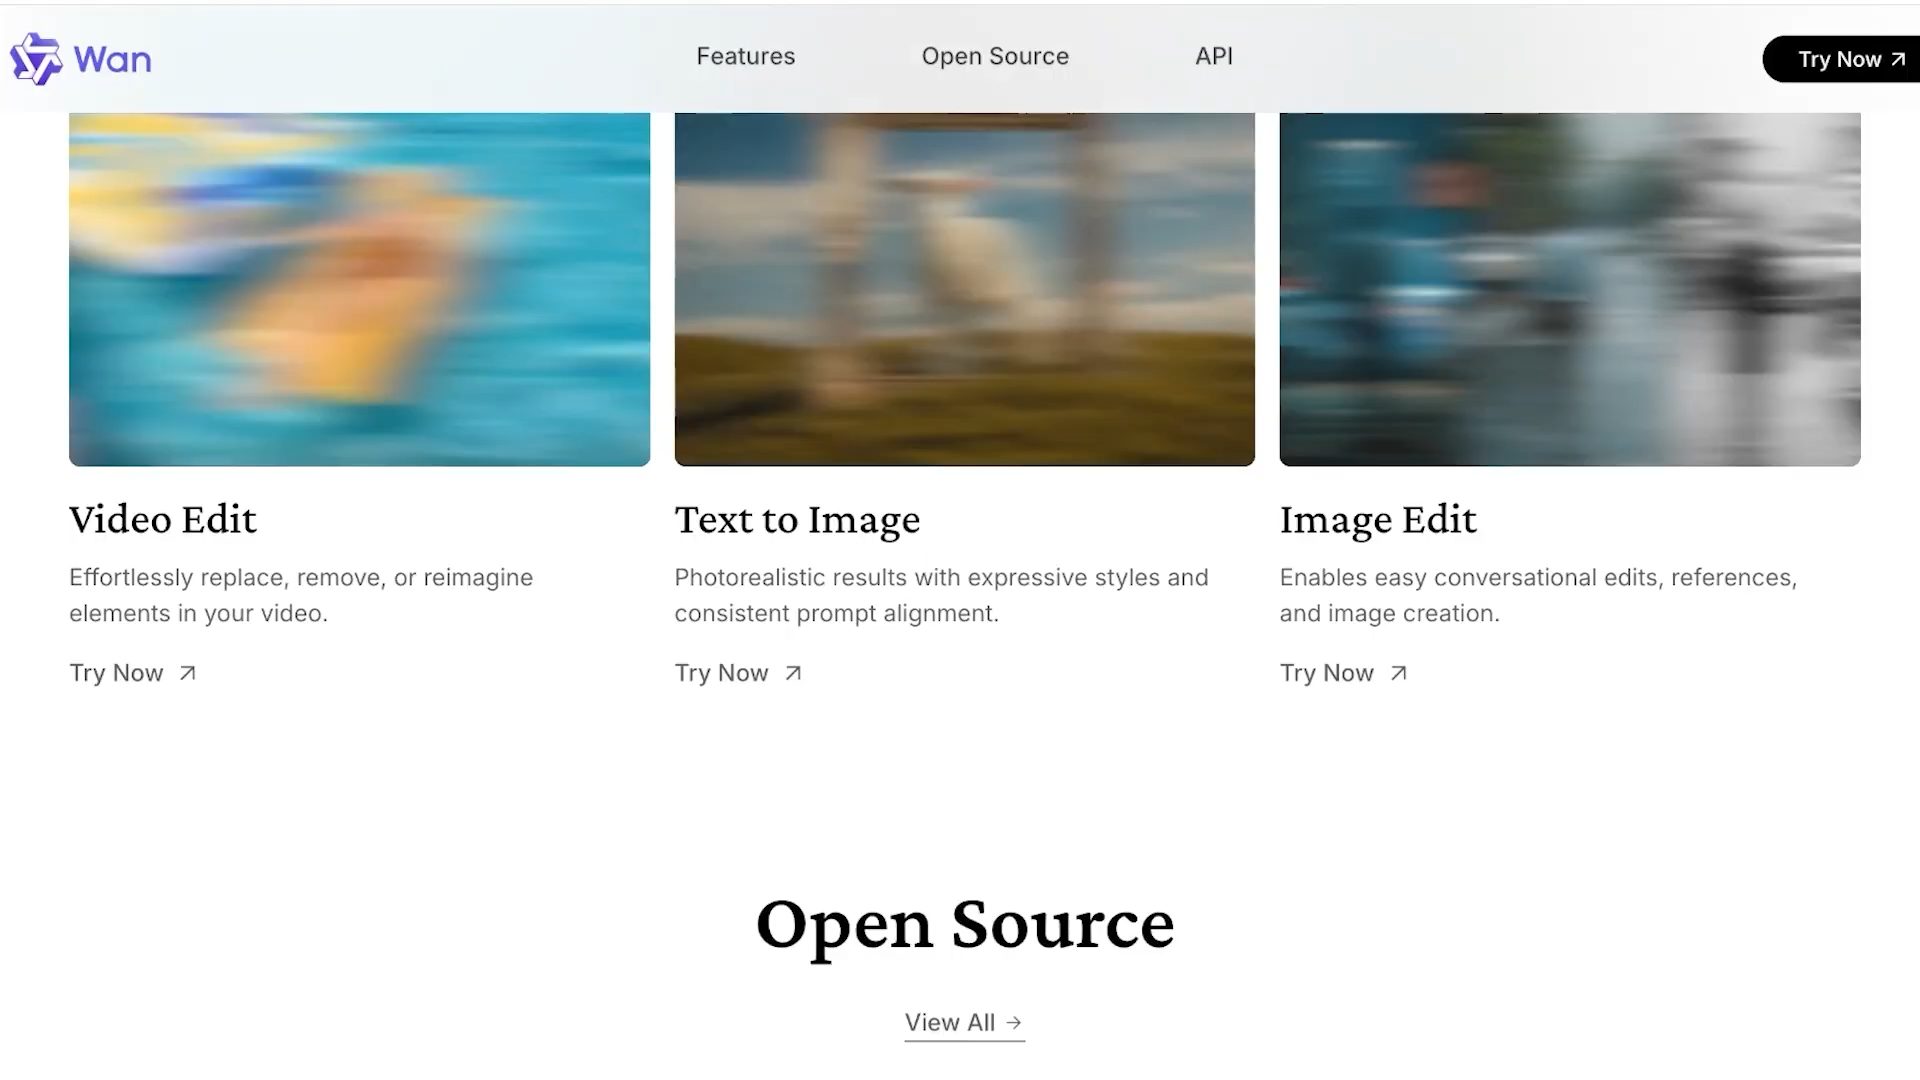 Wan
Features
Open Source
API
Try Now
Video Edit
Effortlessly replace, remove, or reimagine
elements in your video.
Try Now
Text to Image
Photorealistic results with expressive styles and
consistent prompt alignment.
Try Now
Image Edit
Enables easy conversational edits, references,
and image creation.
Try Now
Open Source
View All